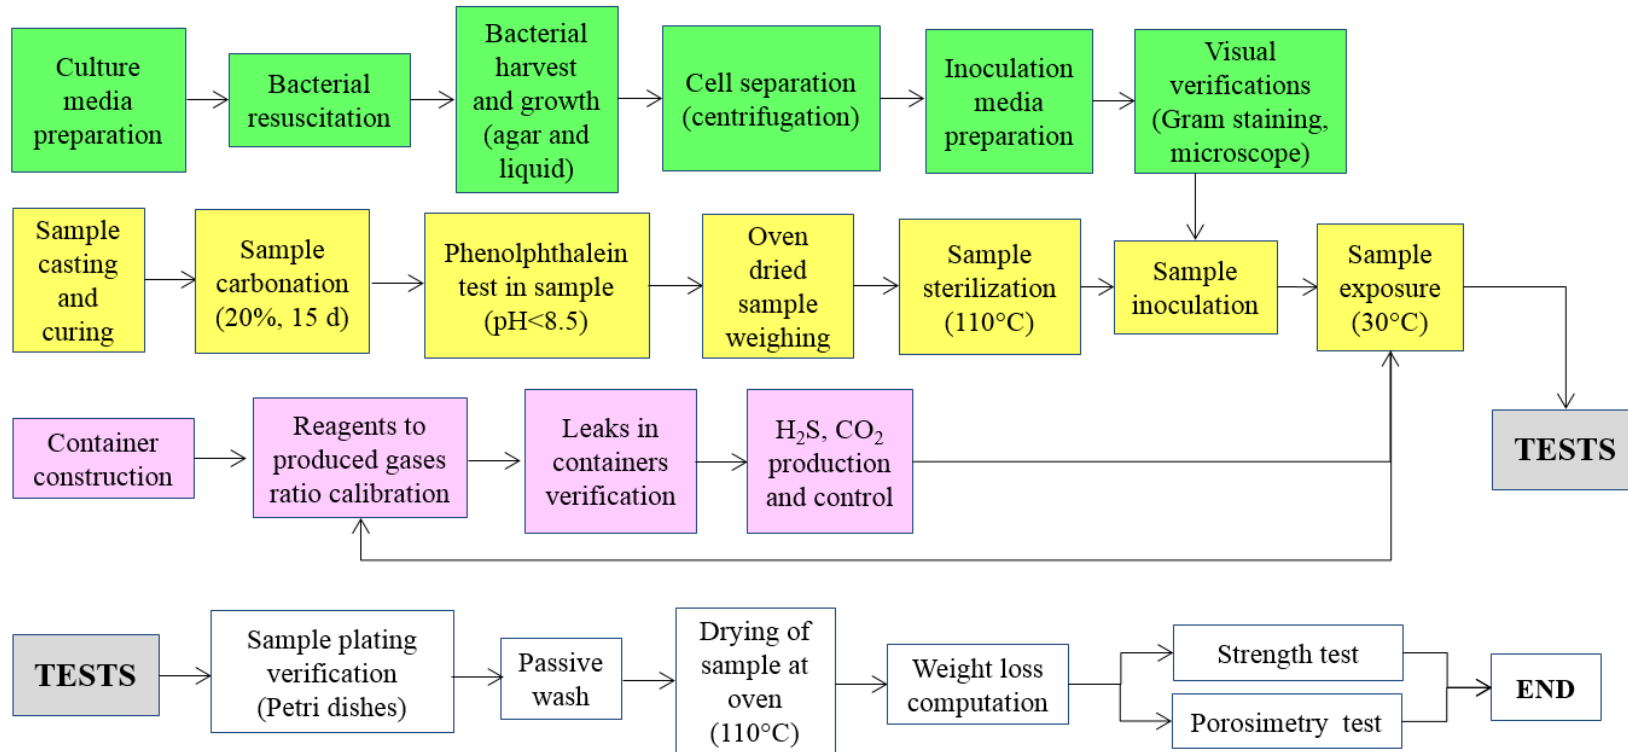 Culture
media
preparation
Bacterial
resuscitation
Bacterial
harvest
and growth
(agar and
liquid)
Cell separation
(centrifugation)
Inoculation
media
preparation
Visual
verifications
(Gram staining,
microscope)
Sample
casting
and
curing
Sample
carbonation
(20%, 15 d)
Phenolphthalein
test in sample
(pH<8.5)
Oven
dried
sample
weighing
Sample
sterilization
(110°C)
Sample
inoculation
Sample
exposure
(30°C)
Container
construction
Reagents to
produced gases
ratio calibration
Leaks in
containers
verification
H₂S, CO₂
production
and control
TESTS
TESTS
Sample plating
verification
(Petri dishes)
Passive
wash
Drying of
sample at
oven
(110°C)
Weight loss
computation
Strength test
Porosimetry test
END